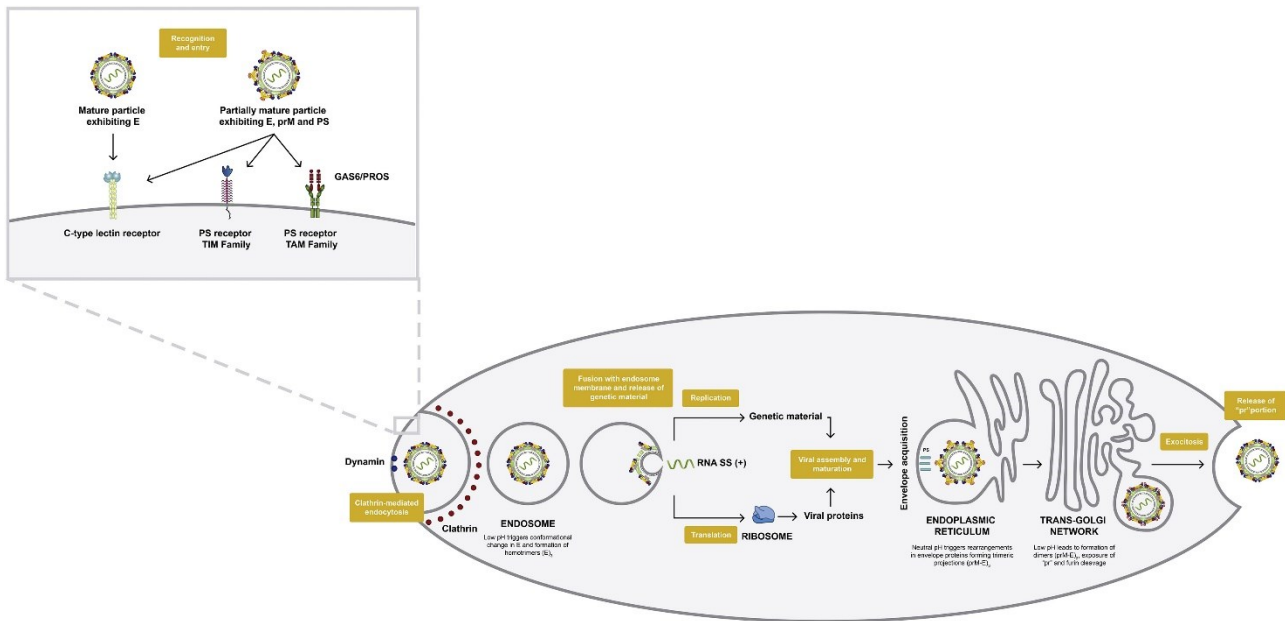 Recognition
and entry
Mature particle
exhibiting E
Partially mature particle
exhibiting E, prM and PS
GAS6/PROS
C-type lectin receptor
PS receptor
TIM Family
PS receptor
TAM Family
Dynamin
Clathrin-mediated
endocytosis
Clathrin
ENDOSOME
Low pH triggers conformational
change in E and formation of
homotrimers (E)3
Fusion with endosome
membrane and release of
genetic material
Replication
Genetic material
RNA SS (+)
Translation
RIBOSOME
Viral proteins
Viral assembly and
maturation
Envelope acquisition
PS
ENDOPLASMIC
RETICULUM
Neutral pH triggers rearrangements
in envelope proteins forming trimeric
projections (prM-E)
TRANS-GOLGI
NETWORK
Low pH leads to formation of
dimers (prM-E)
, exposure of
"pr" and furin cleavage
Exocitosis
Release of
"pr"portion